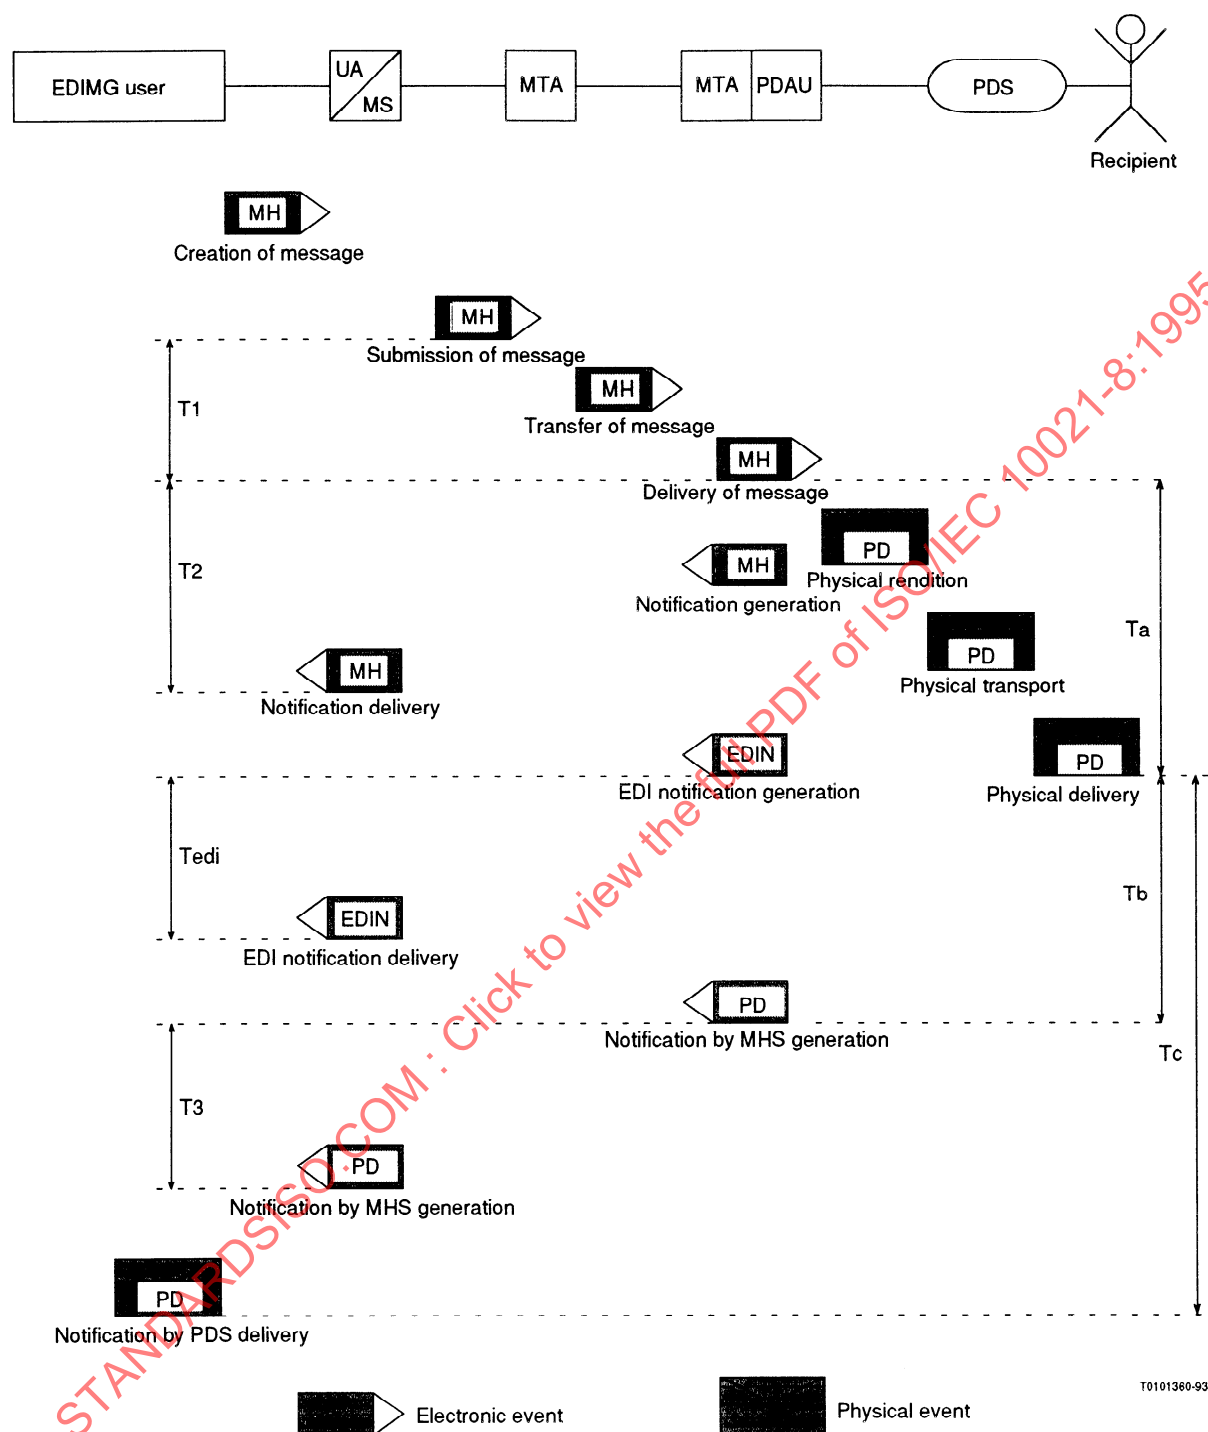 EDIMG user
UA
MS
MTA
MTA
PDAU
PDS
Recipient
MH
Creation of message
MH
Submission of message
T1
MH
Transfer of message
MH
Delivery of message
T2
MH
Notification generation
PD
Physical rendition
Ta
PD
Physical transport
MH
Notification delivery
EDIN
EDI notification generation
PD
Physical delivery
Tedi
Tb
EDIN
EDI notification delivery
PD
Notification by MHS generation
Tc
T3
PD
Notification by MHS generation
PD
Notification by PDS delivery
T0101360-93
Electronic event
Physical event
STANDARDSISO.COM : Click to view the full PDF of ISO/IEC 10021-8:1995